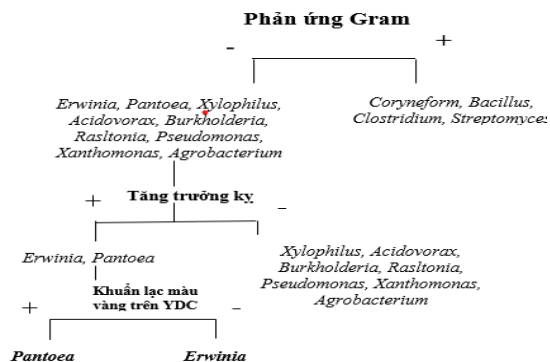 Phản ứng Gram
- +
Erwinia, Pantoea, Xylophilus,
Acidovorax, Burkholderia,
Rasltonia, Pseudomonas,
Xanthomonas, Agrobacterium
Coryneform, Bacillus,
Clostridium, Streptomyces
+ Tăng trưởng kỵ -
Erwinia, Pantoea
Xylophilus, Acidovorax,
Burkholderia, Rasltonia,
Pseudomonas, Xanthomonas,
Agrobacterium
Khuẩn lạc màu
+ vàng trên YDC -
Pantoea Erwinia